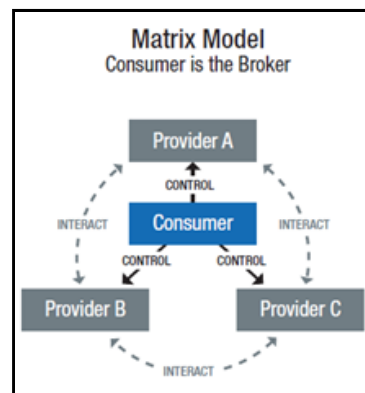 Matrix Model
Consumer is the Broker
Provider A
CONTROL
INTERACT
Consumer
INTERACT
CONTROL
CONTROL
Provider B
Provider C
INTERACT